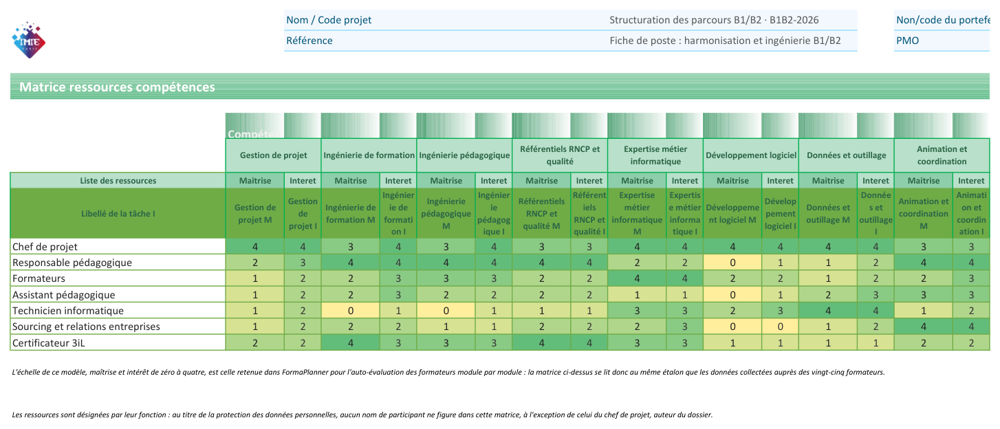 Nom / Code projet Structuration des parcours B1/B2 · B1B2-2026 Non/code du portefe
Référence Fiche de poste : harmonisation et ingénierie B1/B2 PMO
IMIE
PARIS
Matrice ressources compétences
Compéte
Gestion de projet Ingénierie de formation Ingénierie pédagogique Référentiels RNCP et qualité Expertise métier informatique Développement logiciel Données et outillage Animation et coordination
Liste des ressources Maitrise Interet Maitrise Interet Maitrise Interet Maitrise Interet Maitrise Interet Maitrise Interet Maitrise Interet Maitrise Interet
Libellé de la tâche I Gestion de projet M Gestion de projet I Ingénierie de formation M Ingénierie de formation I Ingénierie pédagogique M Ingénierie pédagogique I Référentiels RNCP et qualité M Référentiels RNCP et qualité I Expertise métier informatique M Expertise métier informatique I Développement logiciel M Développement logiciel I Données et outillage M Données et outillage I Animation et coordination M Animation et coordination I
Chef de projet 4 4 3 4 3 4 3 3 4 4 4 4 4 4 3 3
Responsable pédagogique 2 3 4 4 4 4 4 4 2 2 0 1 1 2 4 4
Formateurs 1 2 2 3 3 3 2 2 4 4 2 2 1 2 2 3
Assistant pédagogique 1 2 2 3 2 2 2 2 1 1 0 1 2 3 3 3
Technicien informatique 1 2 0 1 0 1 1 1 3 3 2 3 4 4 1 2
Sourcing et relations entreprises 1 2 2 2 1 1 2 2 2 3 0 0 1 2 4 4
Certificateur 3iL 2 2 4 3 3 3 4 4 3 3 1 1 1 1 2 2
L'échelle de ce modèle, maîtrise et intérêt de zéro à quatre, est celle retenue dans FormaPlanner pour l'auto-évaluation des formateurs module par module : la matrice ci-dessus se lit donc au même étalon que les données collectées auprès des vingt-cinq formateurs.
Les ressources sont désignées par leur fonction : au titre de la protection des données personnelles, aucun nom de participant ne figure dans cette matrice, à l'exception de celui du chef de projet, auteur du dossier.